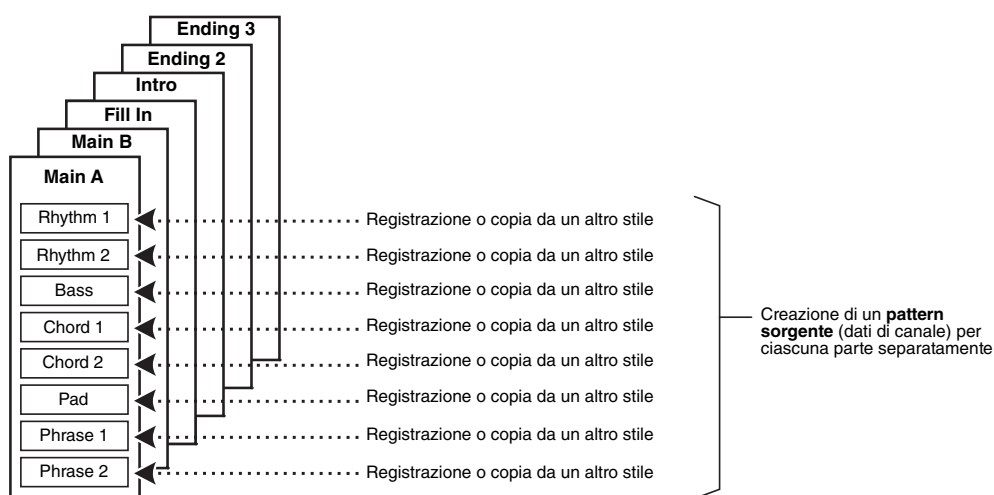 Ending 3
Ending 2
Intro
Fill In
Main B
Main A
Rhythm 1 Registrazione o copia da un altro stile
Rhythm 2 Registrazione o copia da un altro stile
Bass Registrazione o copia da un altro stile
Chord 1 Registrazione o copia da un altro stile
Chord 2 Registrazione o copia da un altro stile
Pad Registrazione o copia da un altro stile
Phrase 1 Registrazione o copia da un altro stile
Phrase 2 Registrazione o copia da un altro stile
Creazione di un pattern
sorgente (dati di canale) per
ciascuna parte separatamente